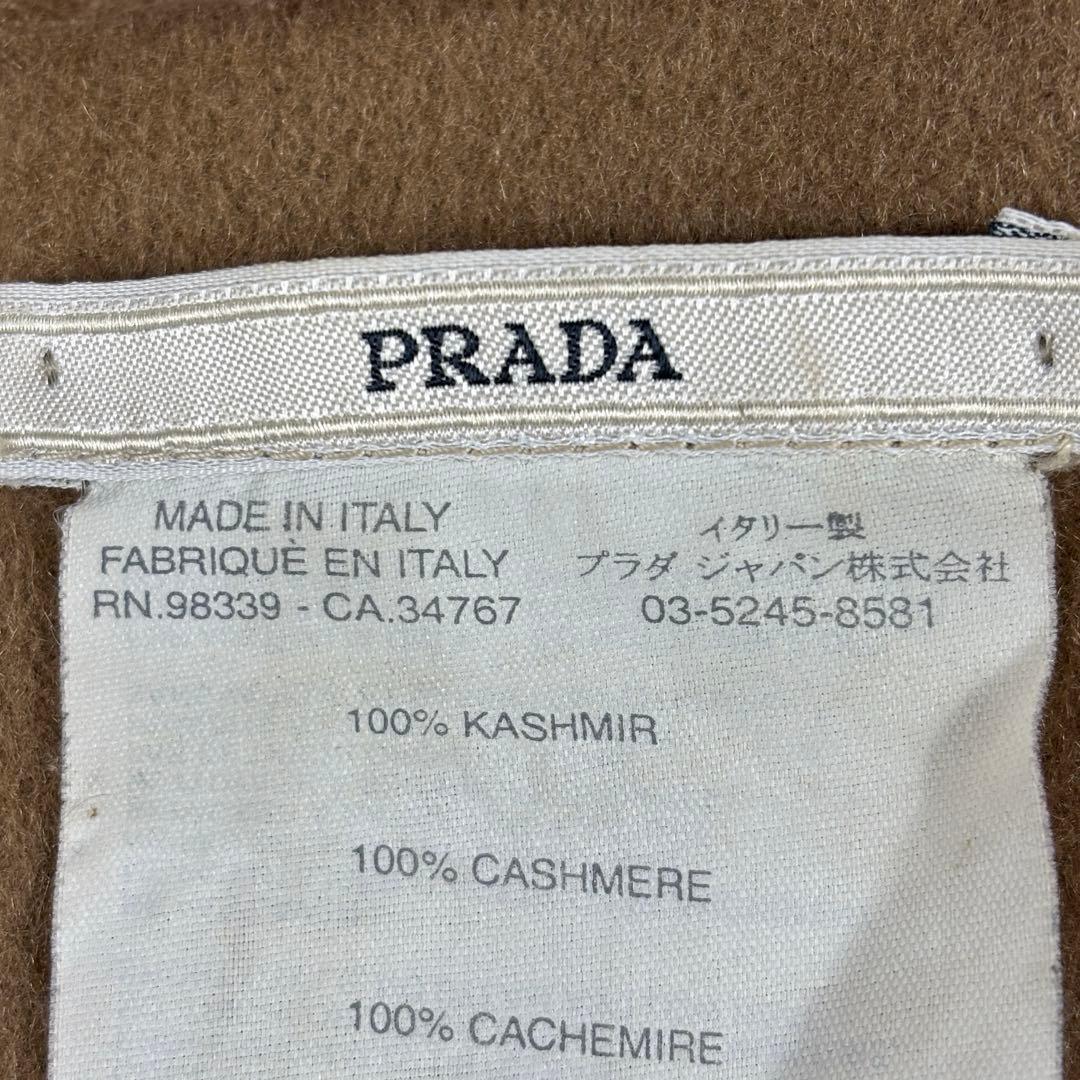 PRADA
MADE IN ITALY
FABRIQUÈ EN ITALY
RN.98339 - CA.34767
イタリー製
プラダ ジャパン株式会社
03-5245-8581
100% KASHMIR
100% CASHMERE
100% CACHEMIRE